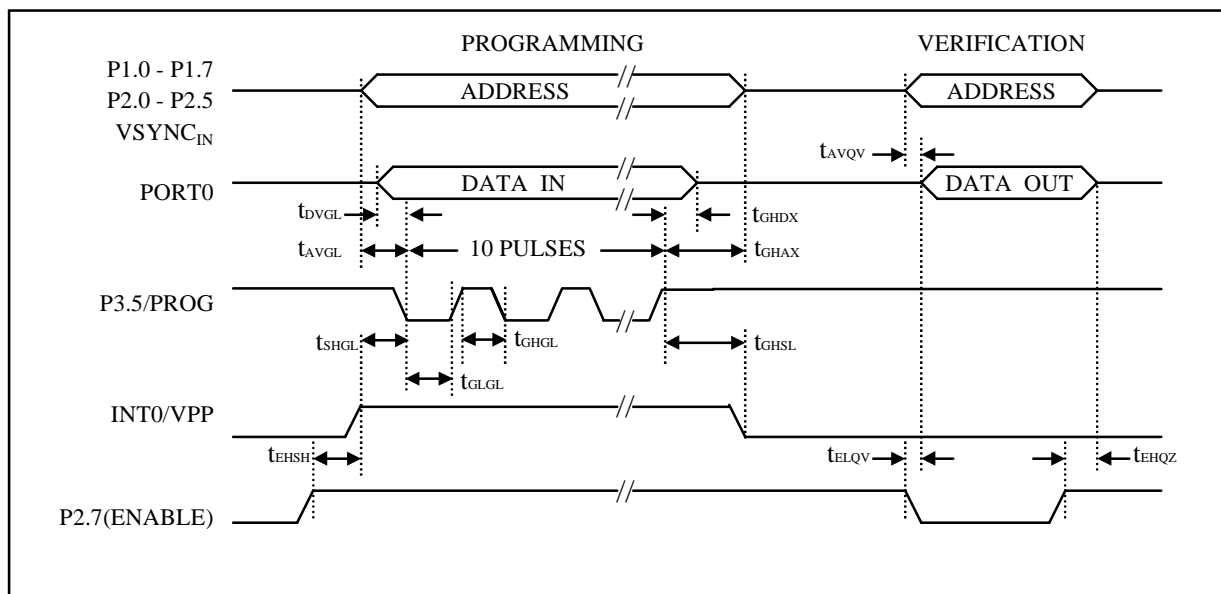 PROGRAMMING VERIFICATION
P1.0 - P1.7
P2.0 - P2.5
VSYNCIN
ADDRESS ADDRESS
tAVQV
PORT0 DATA IN DATA OUT
tDVGL tGHDX
tAVGL 10 PULSES tGHAX
P3.5/PROG
tSHGL tGHGL tGHSL
tGLGL
INT0/VPP
tEHSH tELQV tEHQZ
P2.7(ENABLE)